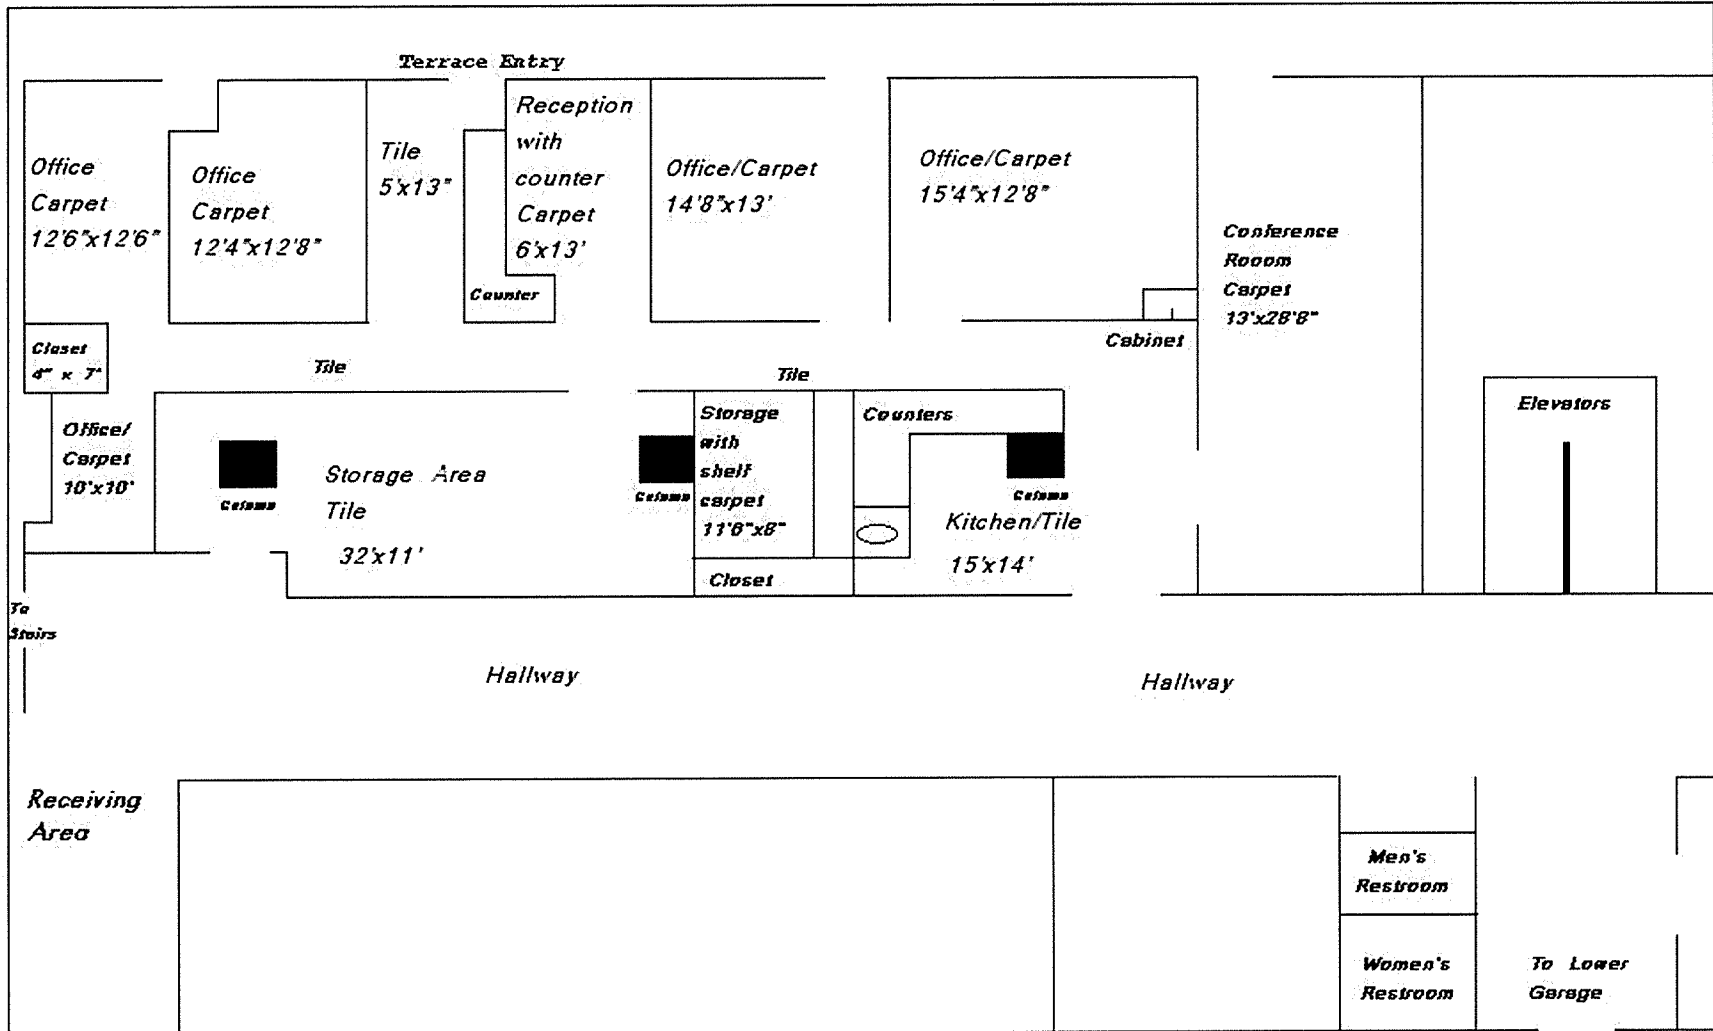 Terrace Entry
Office
Carpet
12'6"x12'6"
Office
Carpet
12'4"x12'8"
Tile
5'x13"
Reception
with
counter
Carpet
6'x13'
Counter
Office/Carpet
14'8"x13'
Office/Carpet
15'4"x12'8"
Conference
Rooom
Carpet
13'x28'8"
Cabinet
Closet
4" x 7'
Tile
Tile
Office/
Carpet
10'x10'
Column
Storage Area
Tile
32'x11'
Column
Storage
with
shelf
carpet
11'6"x8"
Closet
Counters
Column
Kitchen/Tile
15'x14'
Elevators
To
Stairs
Hallway
Hallway
Receiving
Area
Men's
Restroom
Women's
Restroom
To Lower
Garage